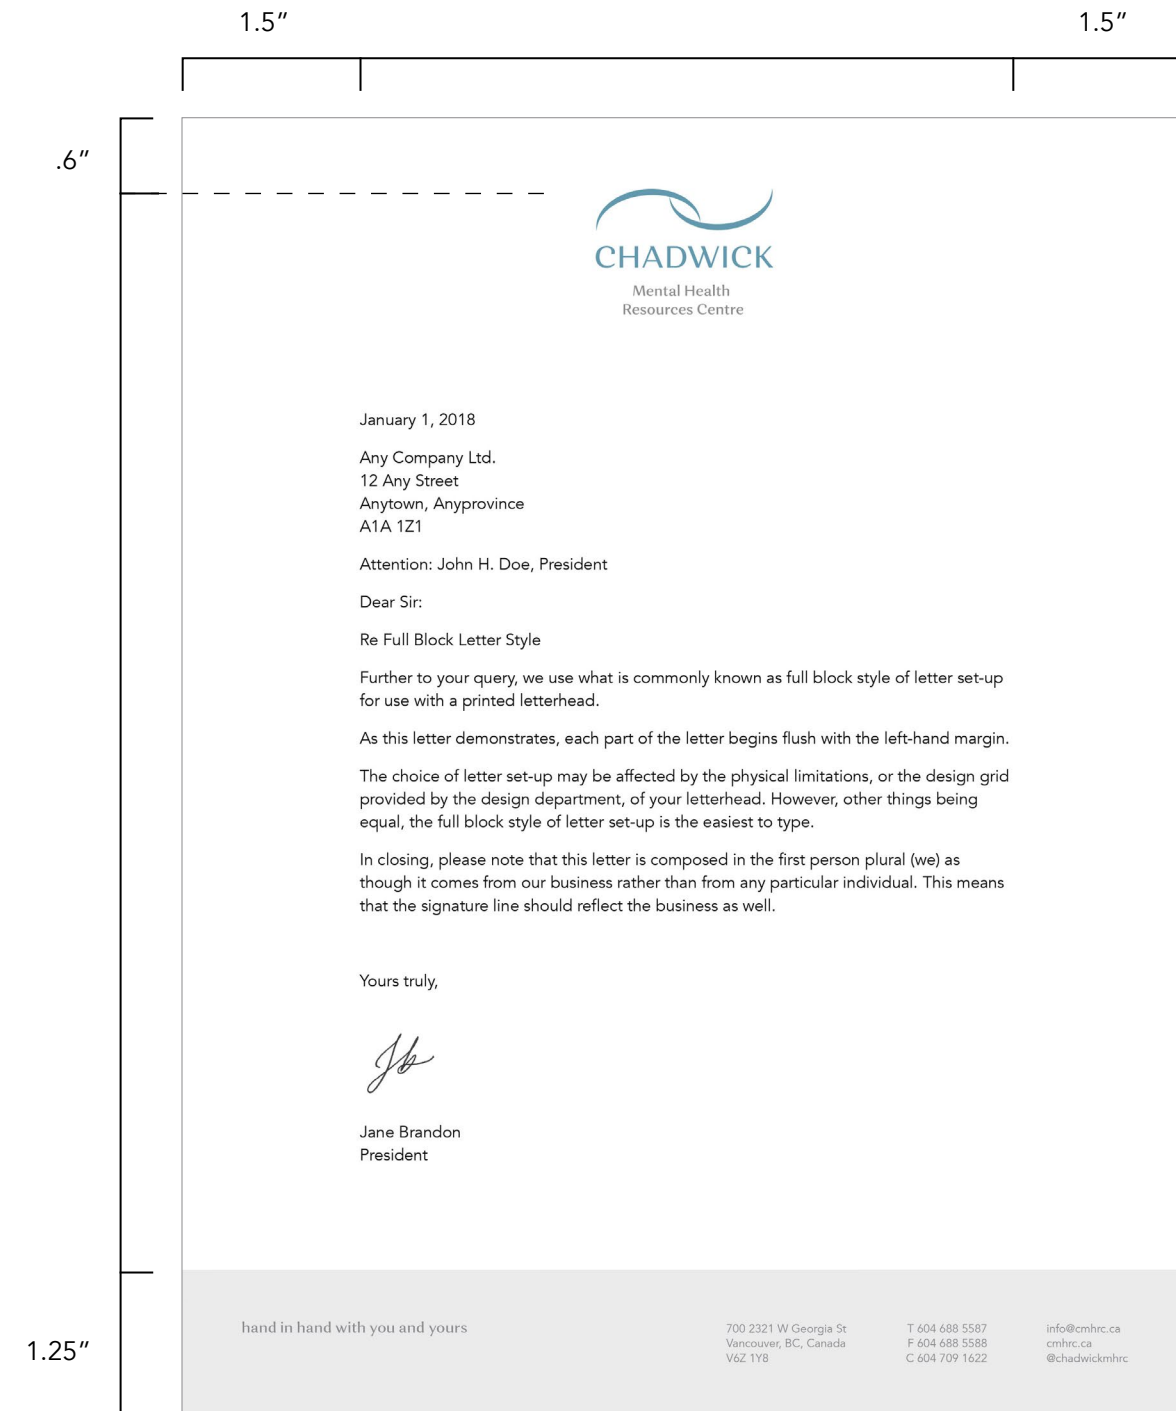 1.5″ 1.5″
.6″
CHADWICK
Mental Health
Resources Centre
January 1, 2018
Any Company Ltd.
12 Any Street
Anytown, Anyprovince
A1A 1Z1
Attention: John H. Doe, President
Dear Sir:
Re Full Block Letter Style
Further to your query, we use what is commonly known as full block style of letter set-up
for use with a printed letterhead.
As this letter demonstrates, each part of the letter begins flush with the left-hand margin.
The choice of letter set-up may be affected by the physical limitations, or the design grid
provided by the design department, of your letterhead. However, other things being
equal, the full block style of letter set-up is the easiest to type.
In closing, please note that this letter is composed in the first person plural (we) as
though it comes from our business rather than from any particular individual. This means
that the signature line should reflect the business as well.
Yours truly,
Jb
Jane Brandon
President
1.25″
hand in hand with you and yours
700 2321 W Georgia St
Vancouver, BC, Canada
V6Z 1Y8
T 604 688 5587
F 604 688 5588
C 604 709 1622
info@cmhrc.ca
cmhrc.ca
@chadwickmhrc